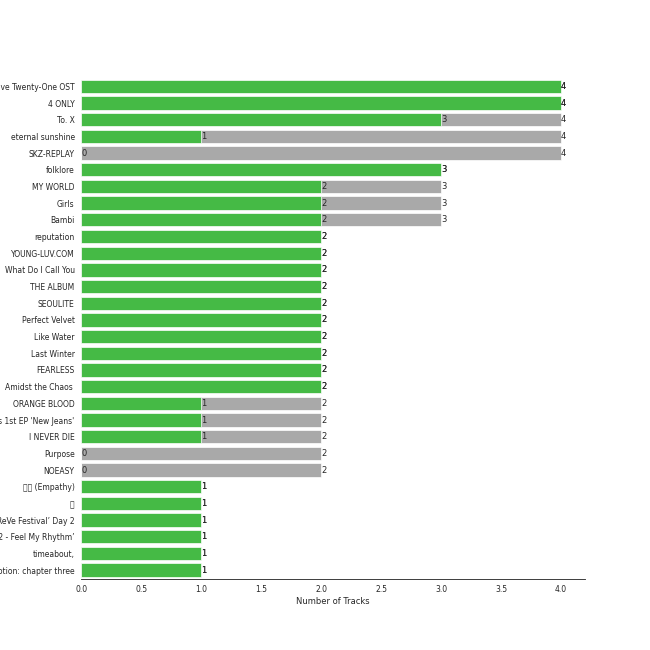 ve Twenty-One OST 4
4 ONLY 4
To. X 3 4
eternal sunshine 1 4
SKZ-REPLAY 0 4
folklore 3
MY WORLD 2 3
Girls 2 3
Bambi 2 3
reputation 2
YOUNG-LUV.COM 2
What Do I Call You 2
THE ALBUM 2
SEOULITE 2
Perfect Velvet 2
Like Water 2
Last Winter 2
FEARLESS 2
Amidst the Chaos 2
ORANGE BLOOD 1 2
s 1st EP 'New Jeans' 1 2
I NEVER DIE 1 2
Purpose 0 2
NOEASY 0 2
(Empathy) 1
1
ReVe Festival' Day 2 1
2 - Feel My Rhythm' 1
timeabout, 1
ption: chapter three 1
0.0 0.5 1.0 1.5 2.0 2.5 3.0 3.5 4.0
Number of Tracks